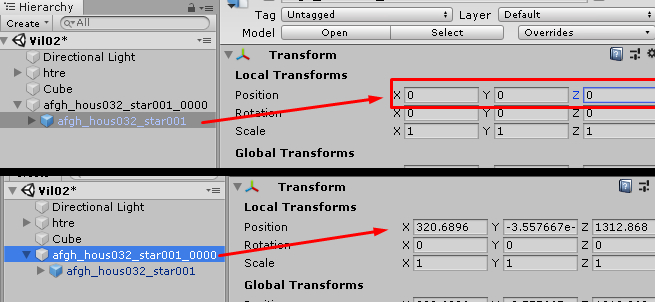 Hierarchy
Create All
Vil02*
Directional Light
htre
Cube
afgh_hous032_star001_0000
afgh_hous032_star001
Tag Untagged Layer Default
Model Open Select Overrides
Transform
Local Transforms
Position X 0 Y 0 Z 0
Rotation X 0 Y 0 Z 0
Scale X 1 Y 1 Z 1
Global Transforms
Vil02*
Directional Light
htre
Cube
afgh_hous032_star001_0000
afgh_hous032_star001
Transform
Local Transforms
Position X 320.6896 Y -3.557667e- Z 1312.868
Rotation X 0 Y 0 Z 0
Scale X 1 Y 1 Z 1
Global Transforms